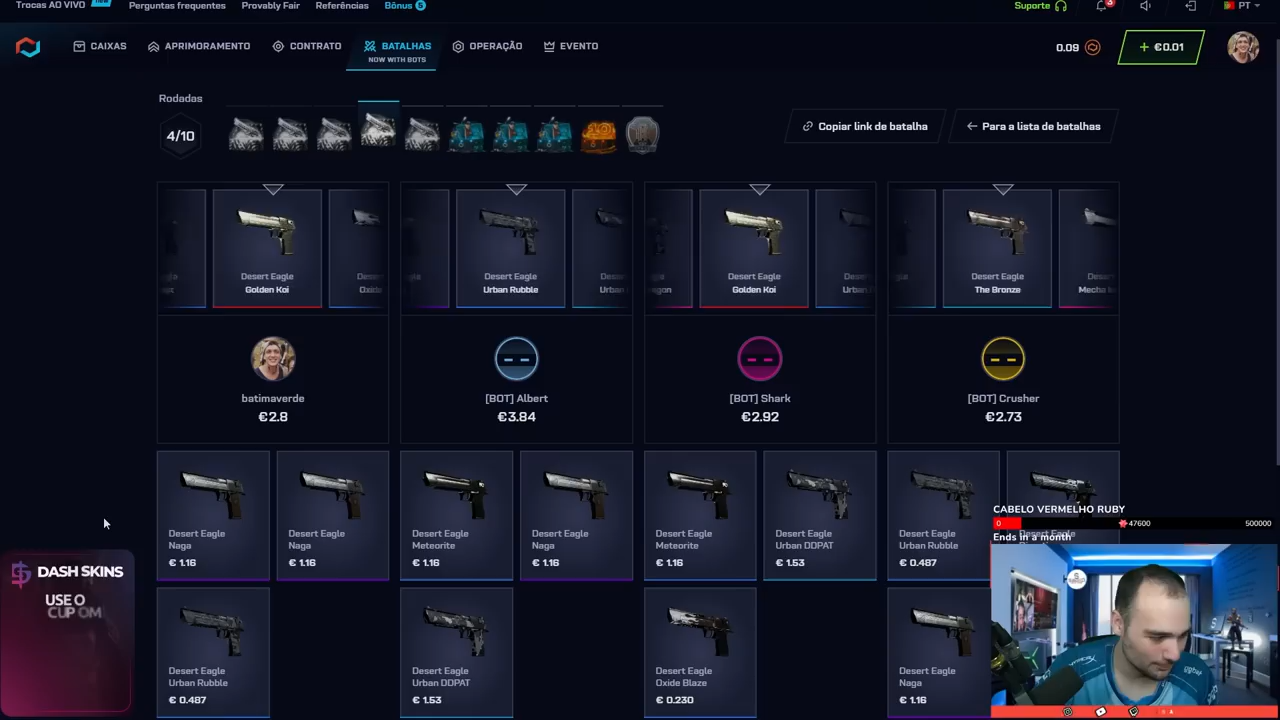 Trocas AO VIVO
Perguntas frequentes
Provably Fair
Referências
Bônus 5
Suporte
3
PT
CAIXAS
APRIMORAMENTO
CONTRATO
BATALHAS
NOW WITH BOTS
OPERAÇÃO
EVENTO
0.09
+ €0.01
Rodadas
4/10
Copiar link de batalha
← Para a lista de batalhas
Desert Eagle
Golden Koi
Oxide
Desert Eagle
Urban Rubble
Urban
Desert Eagle
Golden Koi
Urban
Desert Eagle
The Bronze
Mecha
batimaverde
€2.8
[BOT] Albert
€3.84
[BOT] Shark
€2.92
[BOT] Crusher
€2.73
Desert Eagle
Naga
€ 1.16
Desert Eagle
Naga
€ 1.16
Desert Eagle
Meteorite
€ 1.16
Desert Eagle
Naga
€ 1.16
Desert Eagle
Meteorite
€ 1.16
Desert Eagle
Urban DDPAT
€ 1.53
Desert Eagle
Urban Rubble
€ 0.487
CABELO VERMELHO RUBY
0
47600
500000
Ends in a month
Desert Eagle
Urban Rubble
€ 0.487
Desert Eagle
Urban DDPAT
€ 1.53
Desert Eagle
Oxide Blaze
€ 0.230
Desert Eagle
Naga
€ 1.16
DASH SKINS
USE O
CUPOM